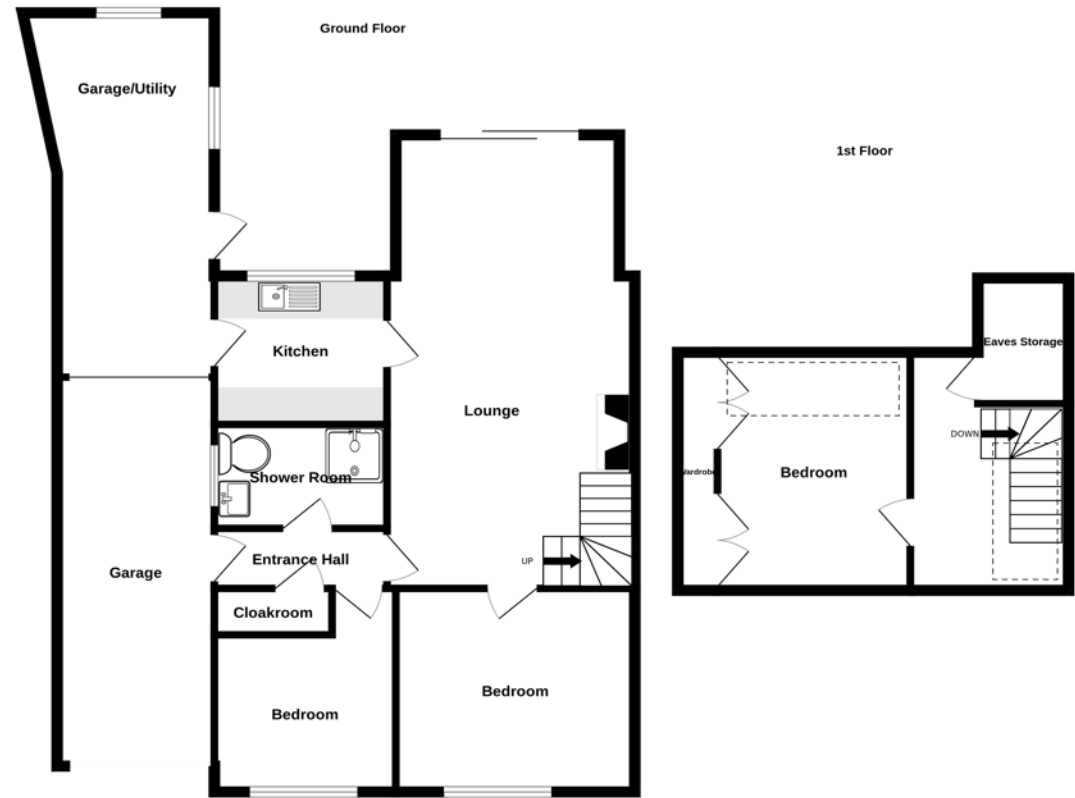 Ground Floor
Garage/Utility
1st Floor
Kitchen
Eaves Storage
Lounge
DOWN
Shower Room
Wardrobe
Bedroom
Entrance Hall
UP
Garage
Cloakroom
Bedroom
Bedroom